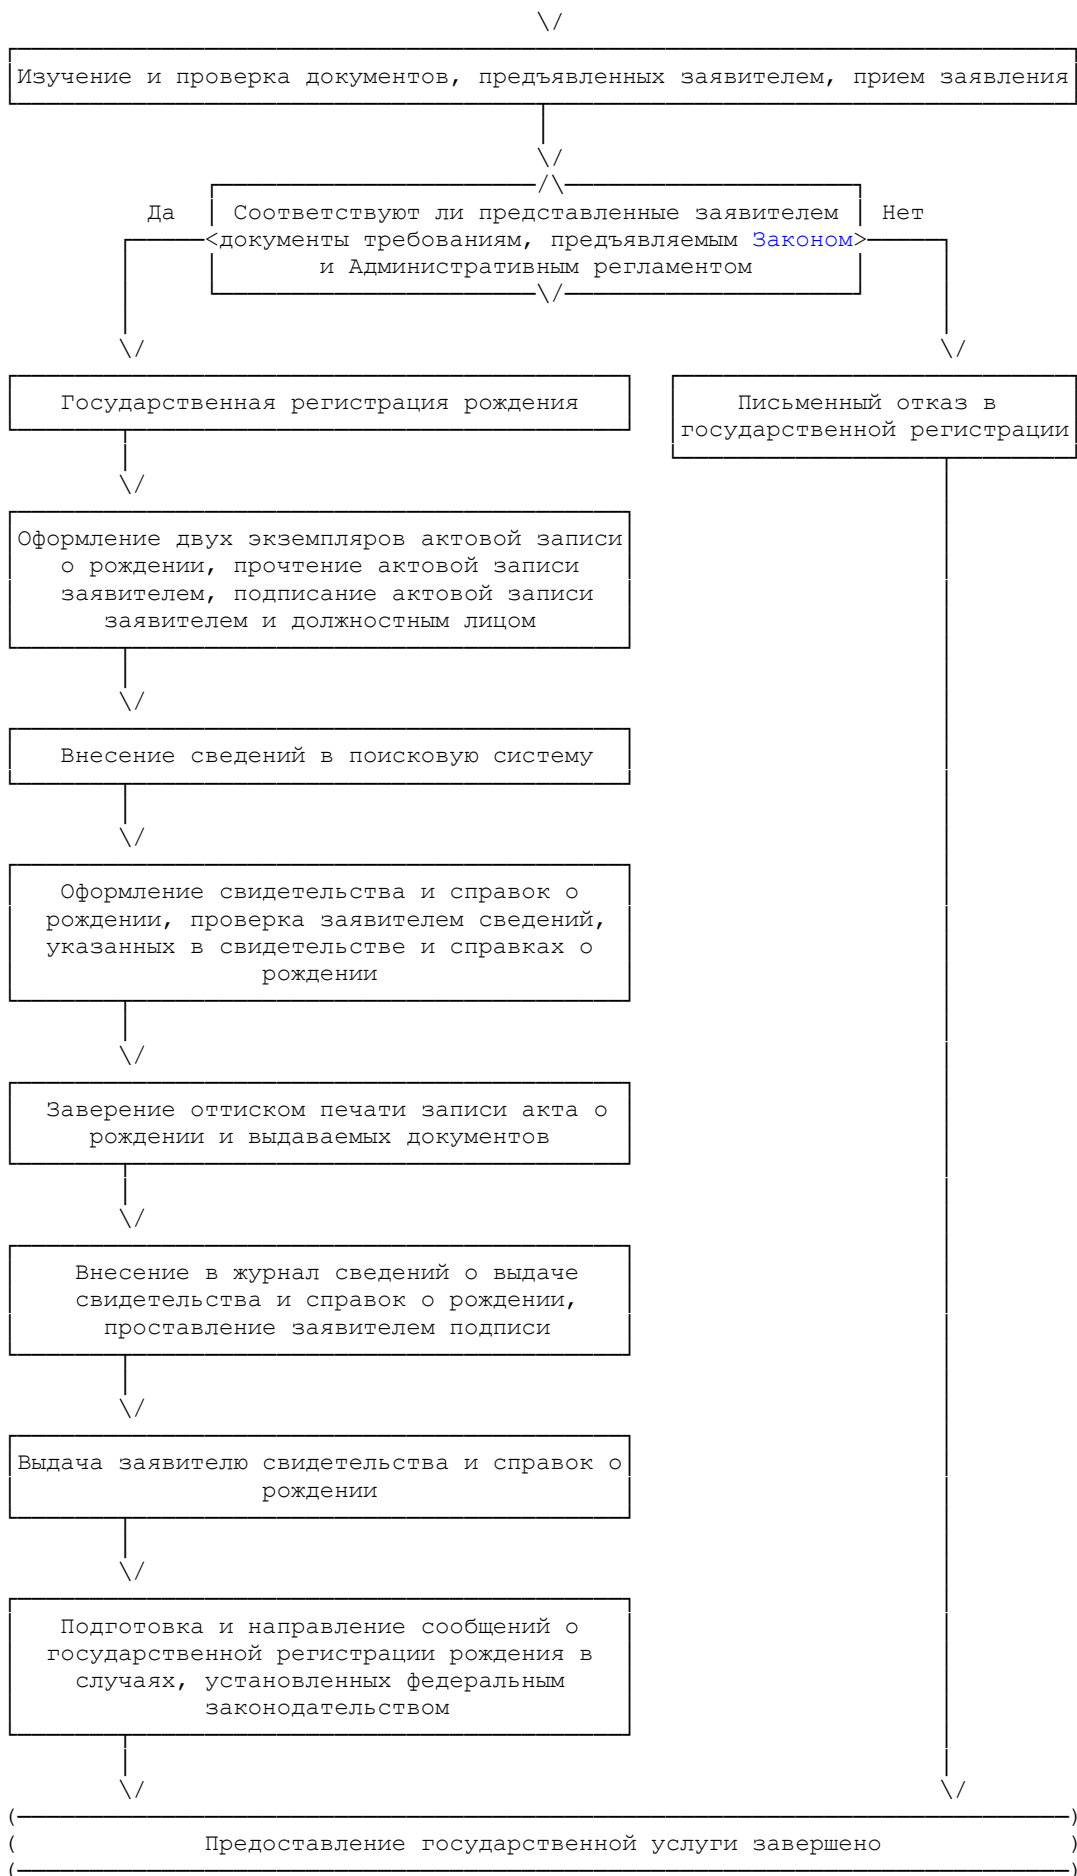 Изучение и проверка документов, предъявленных заявителем, прием заявления
Да
Соответствуют ли представленные заявителем
Нет
<документы требованиям, предъявляемым Законом>
и Административным регламентом
Государственная регистрация рождения
Письменный отказ в
государственной регистрации
Оформление двух экземпляров актовой записи
о рождении, прочтение актовой записи
заявителем, подписание актовой записи
заявителем и должностным лицом
Внесение сведений в поисковую систему
Оформление свидетельства и справок о
рождении, проверка заявителем сведений,
указанных в свидетельстве и справках о
рождении
Заверение оттиском печати записи акта о
рождении и выдаваемых документов
Внесение в журнал сведений о выдаче
свидетельства и справок о рождении,
проставление заявителем подписи
Выдача заявителю свидетельства и справок о
рождении
Подготовка и направление сообщений о
государственной регистрации рождения в
случаях, установленных федеральным
законодательством
Предоставление государственной услуги завершено